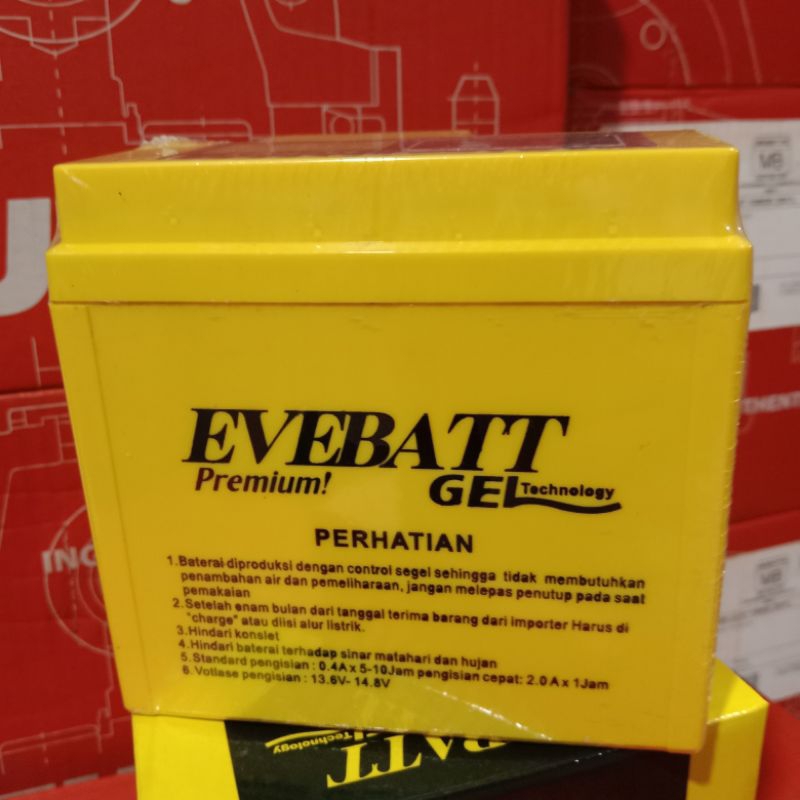 EVEBATT
Premium!
GEL Technology
PERHATIAN
1.Baterai diproduksi dengan control segel sehingga tidak membutuhkan
penambahan air dan pemeliharaan, jangan melepas penutup pada saat
pemakaian
2.Setelah enam bulan dari tanggal terima barang dari importer Harus di
"charge" atau diisi alur listrik.
3.Hindari konslet
4.Hindari baterai terhadap sinar matahari dan hujan
5.Standard pengisian : 0.4A x 5-10Jam pengisian cepat: 2.0 A x 1Jam
6.Votlase pengisian : 13.6V- 14.8V
BATT
Technology